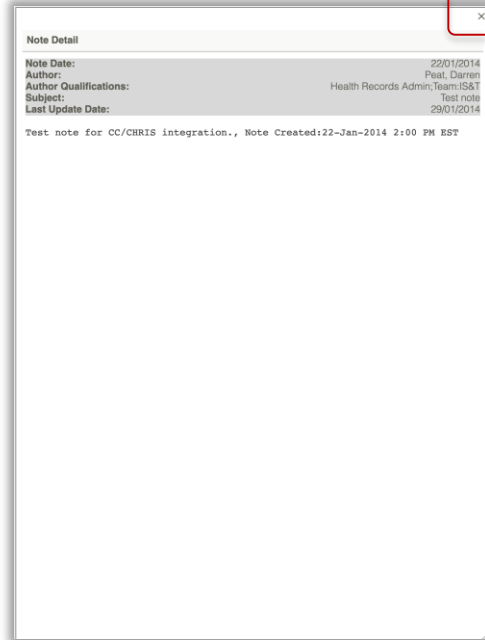 ×
Note Detail
Note Date: 22/01/2014
Author: Peat, Darren
Author Qualifications: Health Records Admin;Team:IS&T
Subject: Test note
Last Update Date: 29/01/2014
Test note for CC/CHRIS integration., Note Created:22-Jan-2014 2:00 PM EST